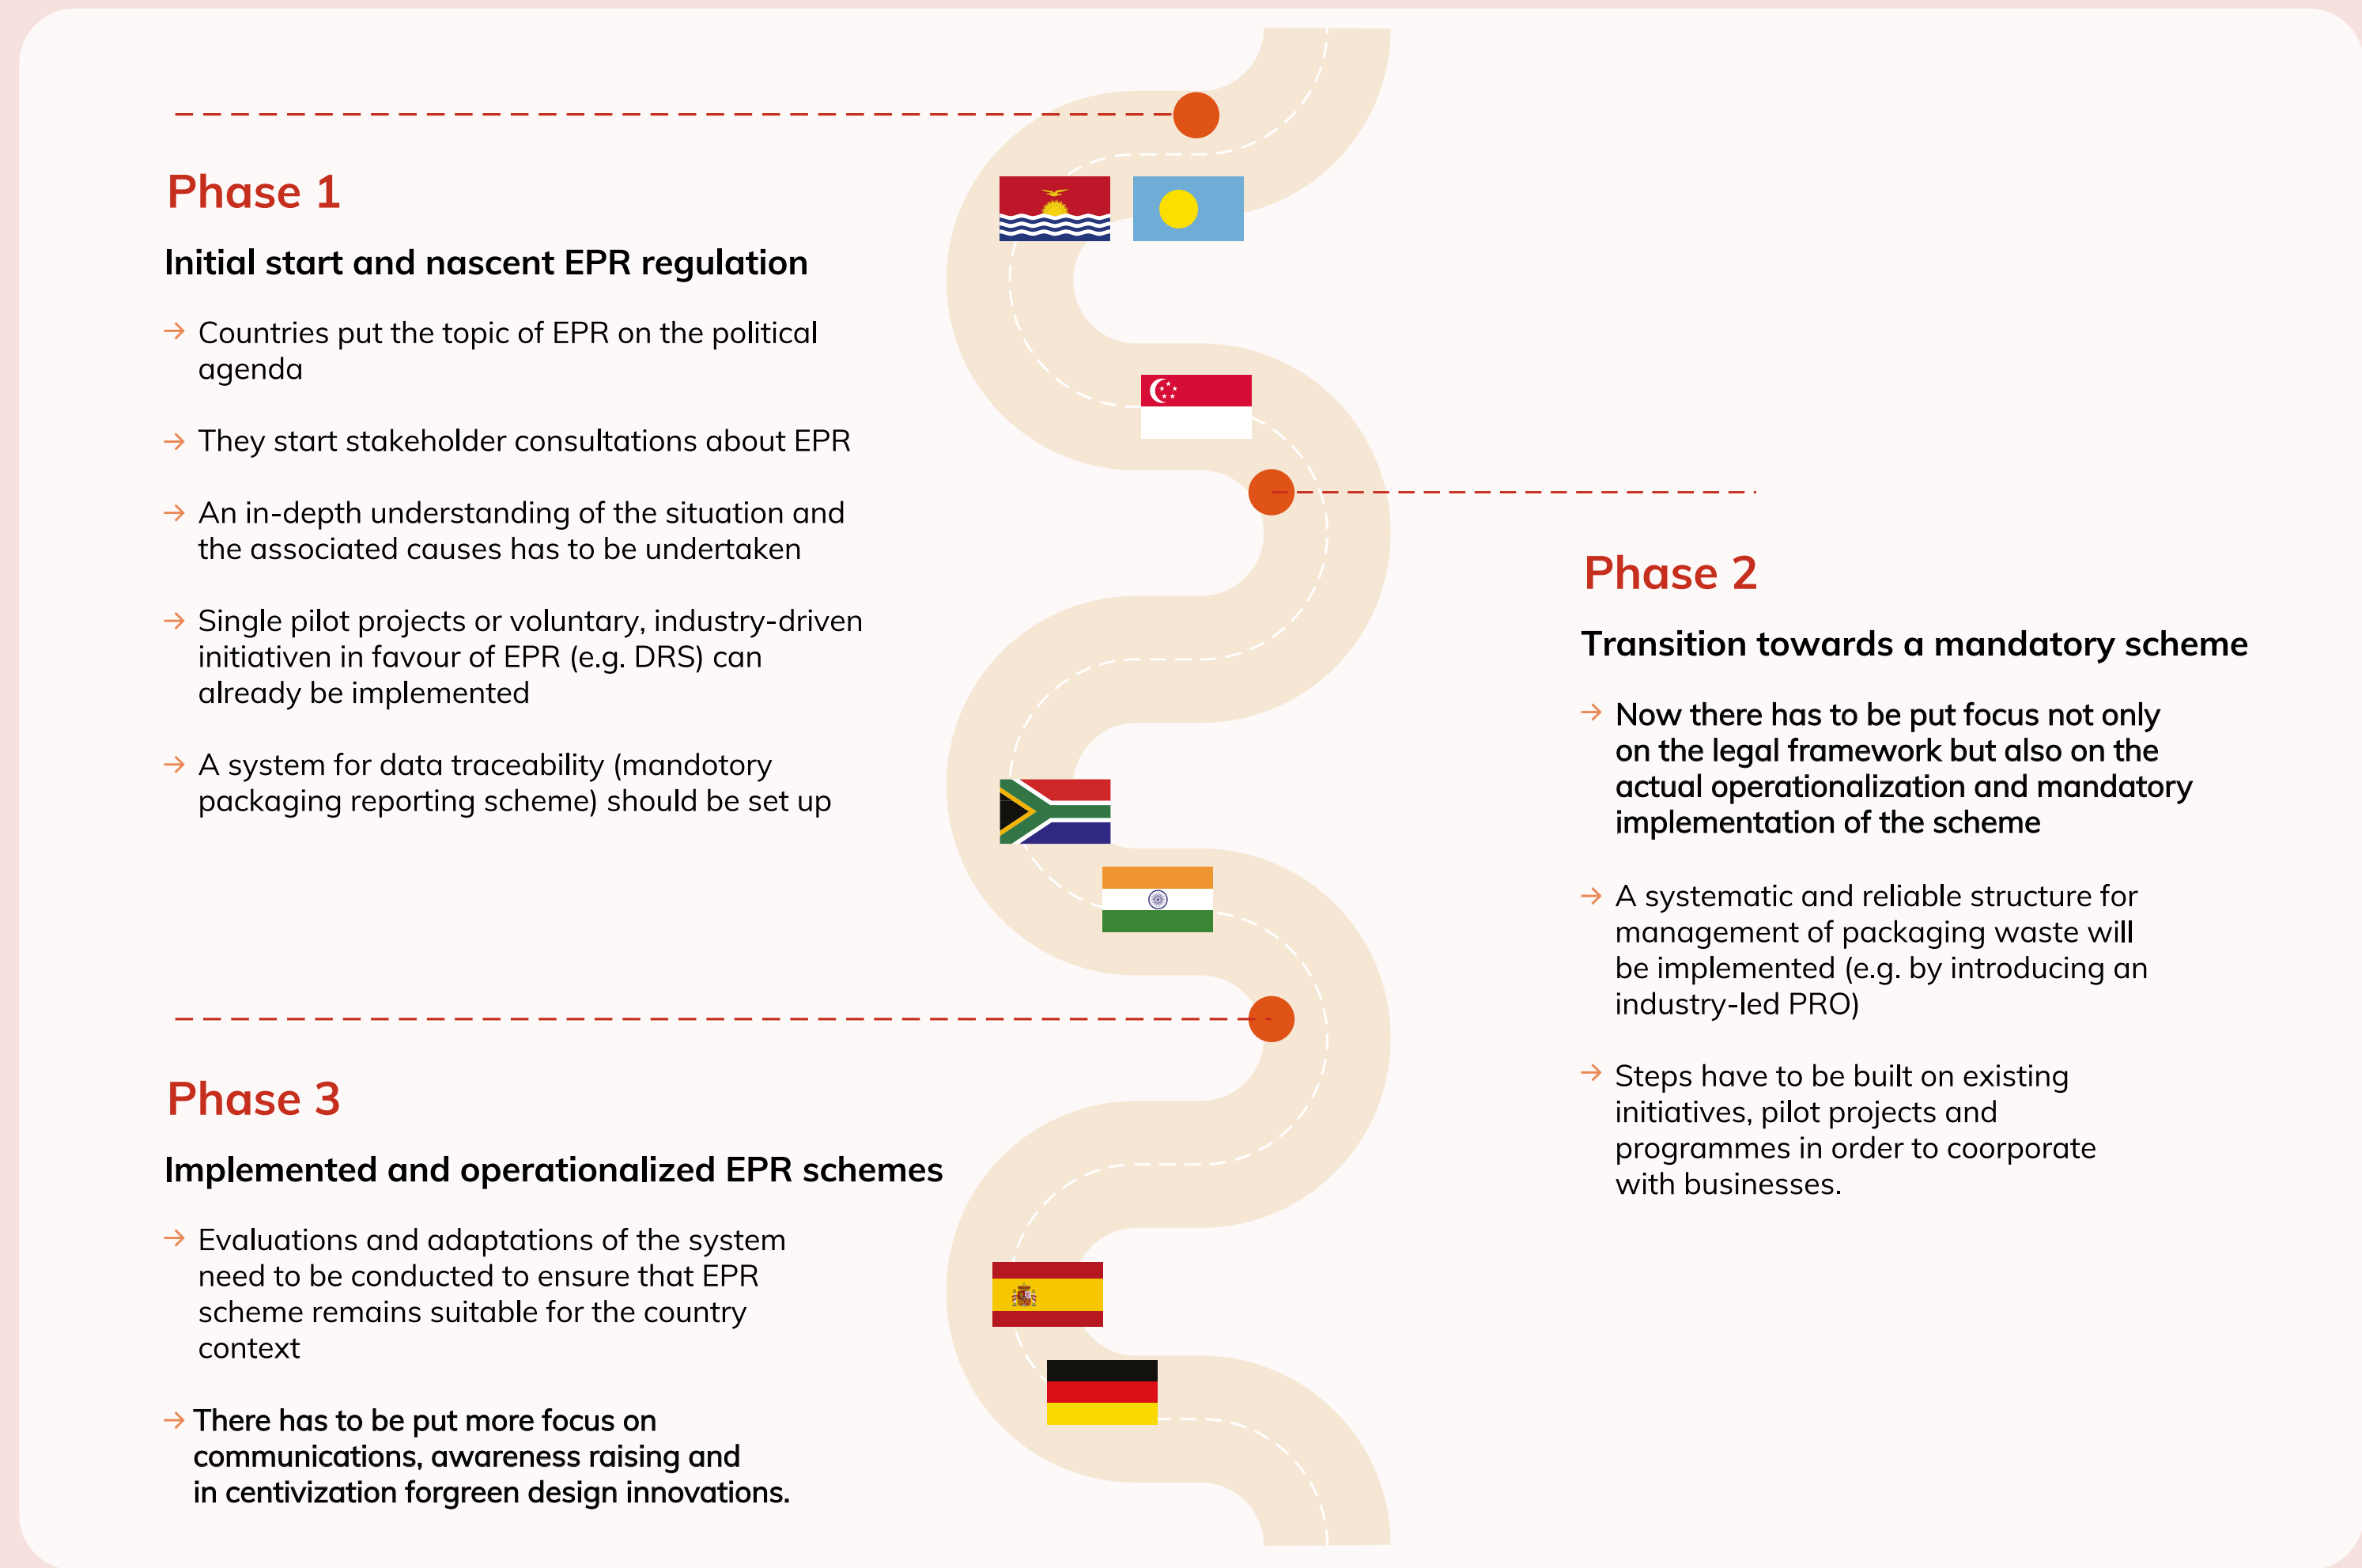 Phase 1
Initial start and nascent EPR regulation
Countries put the topic of EPR on the political
agenda
They start stakeholder consultations about EPR
An in-depth understanding of the situation and
the associated causes has to be undertaken
Single pilot projects or voluntary, industry-driven
initiativen in favour of EPR (e.g. DRS) can
already be implemented
A system for data traceability (mandotory
packaging reporting scheme) should be set up
Phase 2
Transition towards a mandatory scheme
Now there has to be put focus not only
on the legal framework but also on the
actual operationalization and mandatory
implementation of the scheme
A systematic and reliable structure for
management of packaging waste will
be implemented (e.g. by introducing an
industry-led PRO)
Steps have to be built on existing
initiatives, pilot projects and
programmes in order to coorporate
with businesses.
Phase 3
Implemented and operationalized EPR schemes
Evaluations and adaptations of the system
need to be conducted to ensure that EPR
scheme remains suitable for the country
context
There has to be put more focus on
communications, awareness raising and
in centivization forgreen design innovations.